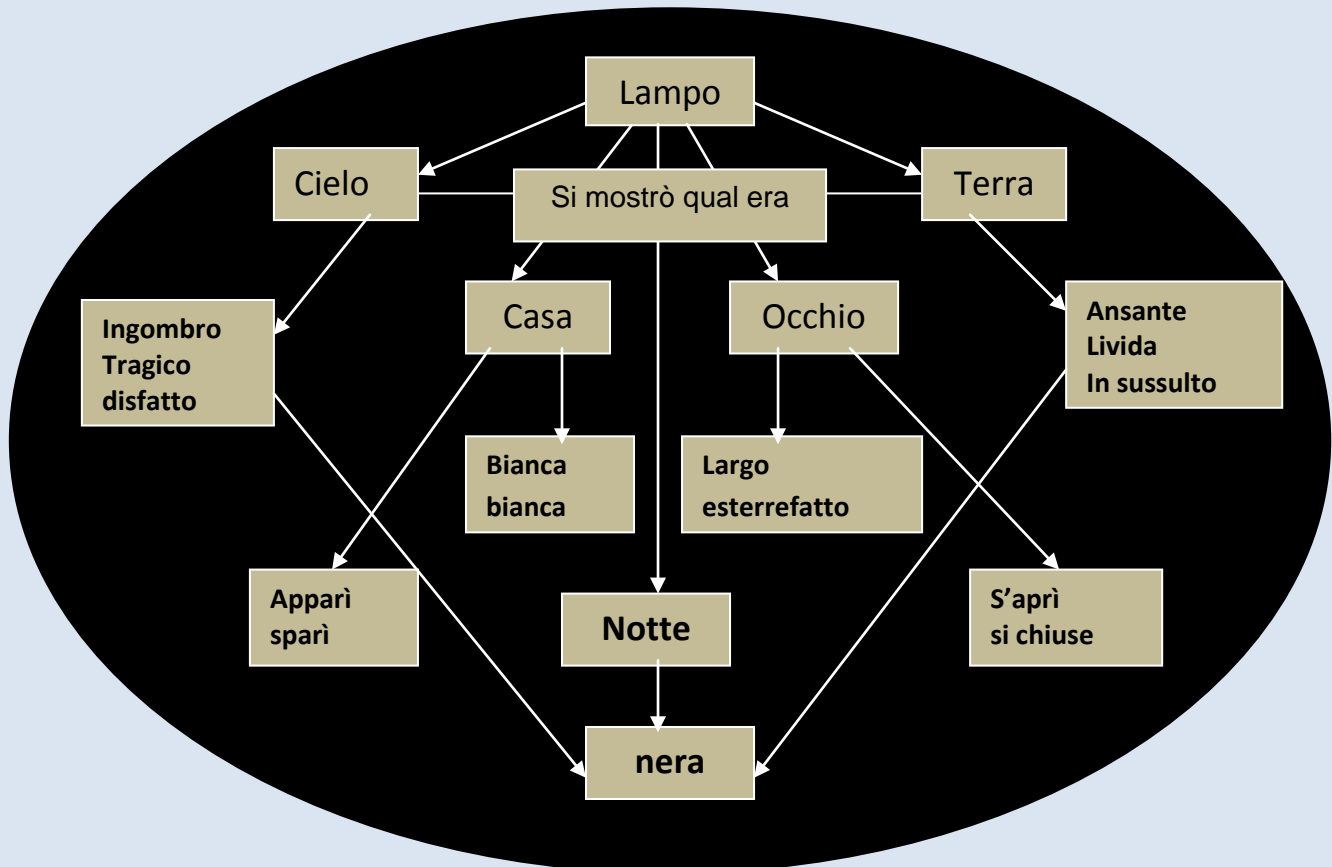 Lampo
Cielo
Si mostrò qual era
Terra
Casa
Occhio
Ingombro
Tragico
disfatto
Ansante
Livida
In sussulto
Bianca
bianca
Largo
esterrefatto
Apparì
sparì
Notte
S’aprì
si chiuse
nera